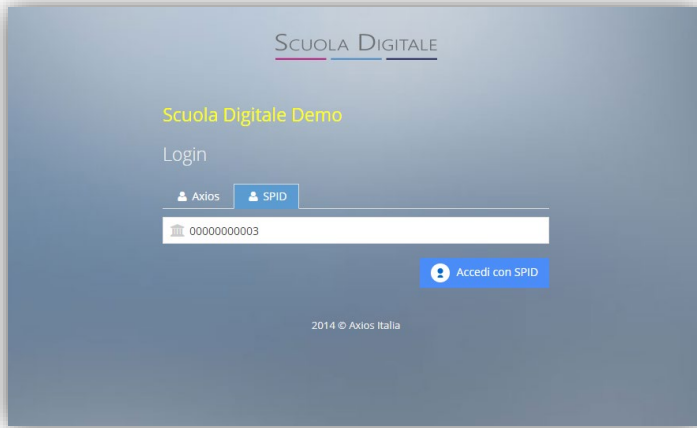 SCUOLA DIGITALE
Scuola Digitale Demo
Login
Axios SPID
00000000003
Accedi con SPID
2014 © Axios Italia